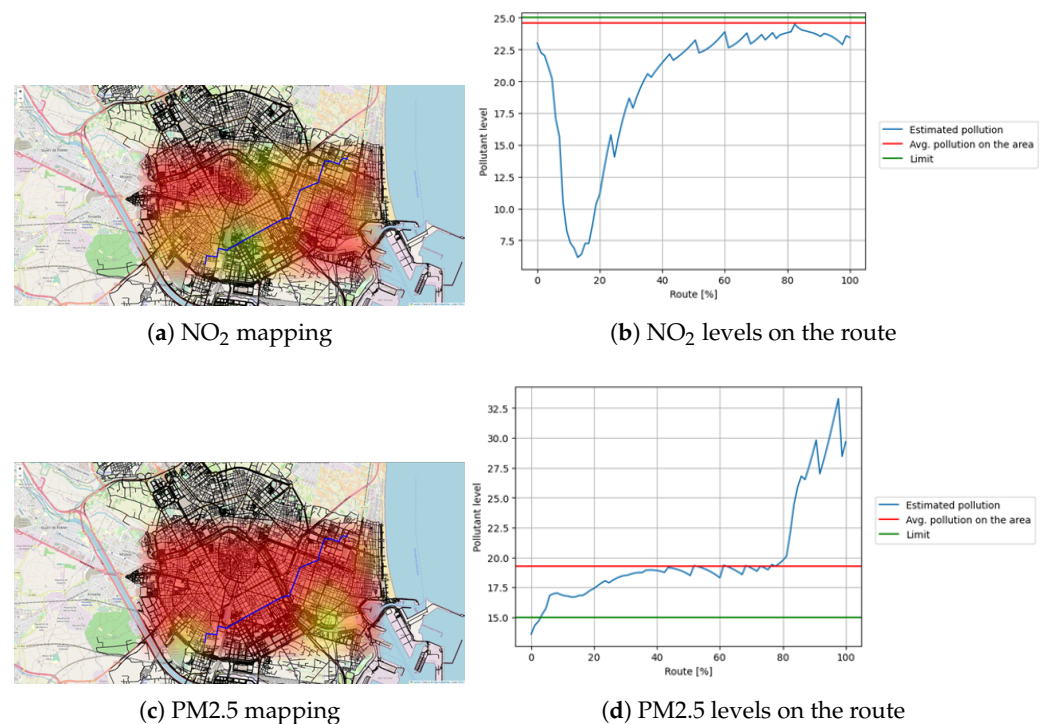 25.0
22.5
20.0
17.5
15.0
12.5
10.0
7.5
Pollutant level
0 20 40 60 80 100
Route [%]
Estimated pollution
Avg. pollution on the area
Limit
(a) NO2 mapping
(b) NO2 levels on the route
32.5
30.0
27.5
25.0
22.5
20.0
17.5
15.0
Pollutant level
0 20 40 60 80 100
Route [%]
Estimated pollution
Avg. pollution on the area
Limit
(c) PM2.5 mapping
(d) PM2.5 levels on the route